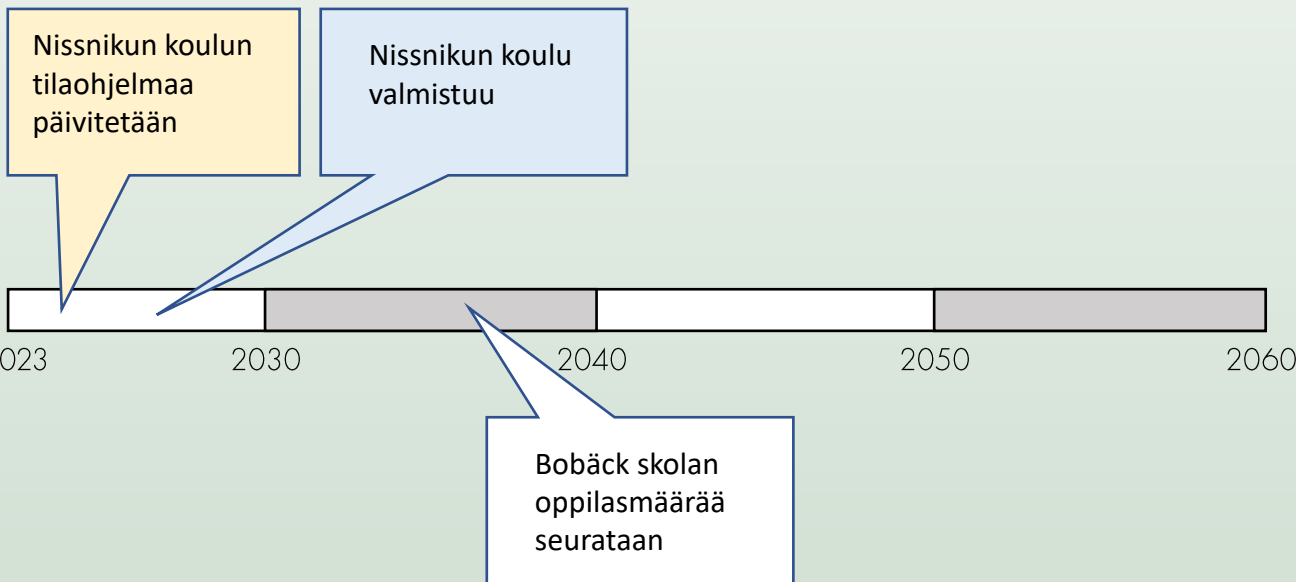 Nissnikun koulun
tilaohjelmaa
päivitetään
Nissnikun koulu
valmistuu
023
2030
2040
2050
2060
Bobäck skolan
oppilasmäärää
seurataan